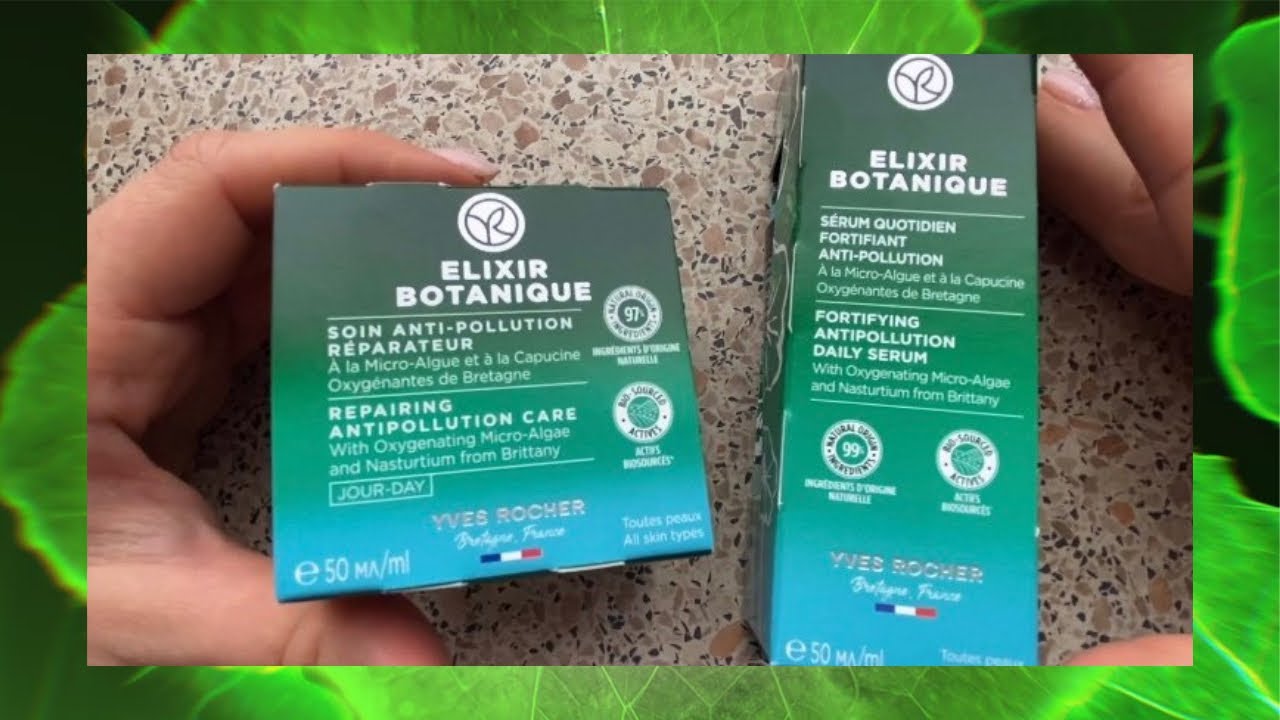 ELIXIR
BOTANIQUE
SOIN ANTI-POLLUTION
RÉPARATEUR
À la Micro-Algue et à la Capucine
Oxygénantes de Bretagne
REPAIRING
ANTIPOLLUTION CARE
With Oxygenating Micro-Algae
and Nasturtium from Brittany
JOUR-DAY
NATURAL ORIGIN
97%
INGREDIENTS
INGRÉDIENTS D'ORIGINE
NATURELLE
BIO-SOURCED
ACTIVES
ACTIFS
BIOSOURCÉS*
YVES ROCHER
Bretagne, France
Toutes peaux
All skin types
e 50 МЛ/ml
ELIXIR
BOTANIQUE
SÉRUM QUOTIDIEN
FORTIFIANT
ANTI-POLLUTION
À la Micro-Algue et à la Capucine
Oxygénantes de Bretagne
FORTIFYING
ANTIPOLLUTION
DAILY SERUM
With Oxygenating Micro-Algae
and Nasturtium from Brittany
NATURAL ORIGIN
99%
INGREDIENTS
INGRÉDIENTS D'ORIGINE
NATURELLE
BIO-SOURCED
ACTIVES
ACTIFS
BIOSOURCÉS*
YVES ROCHER
Bretagne, France
e 50 МЛ/ml
Toutes peaux